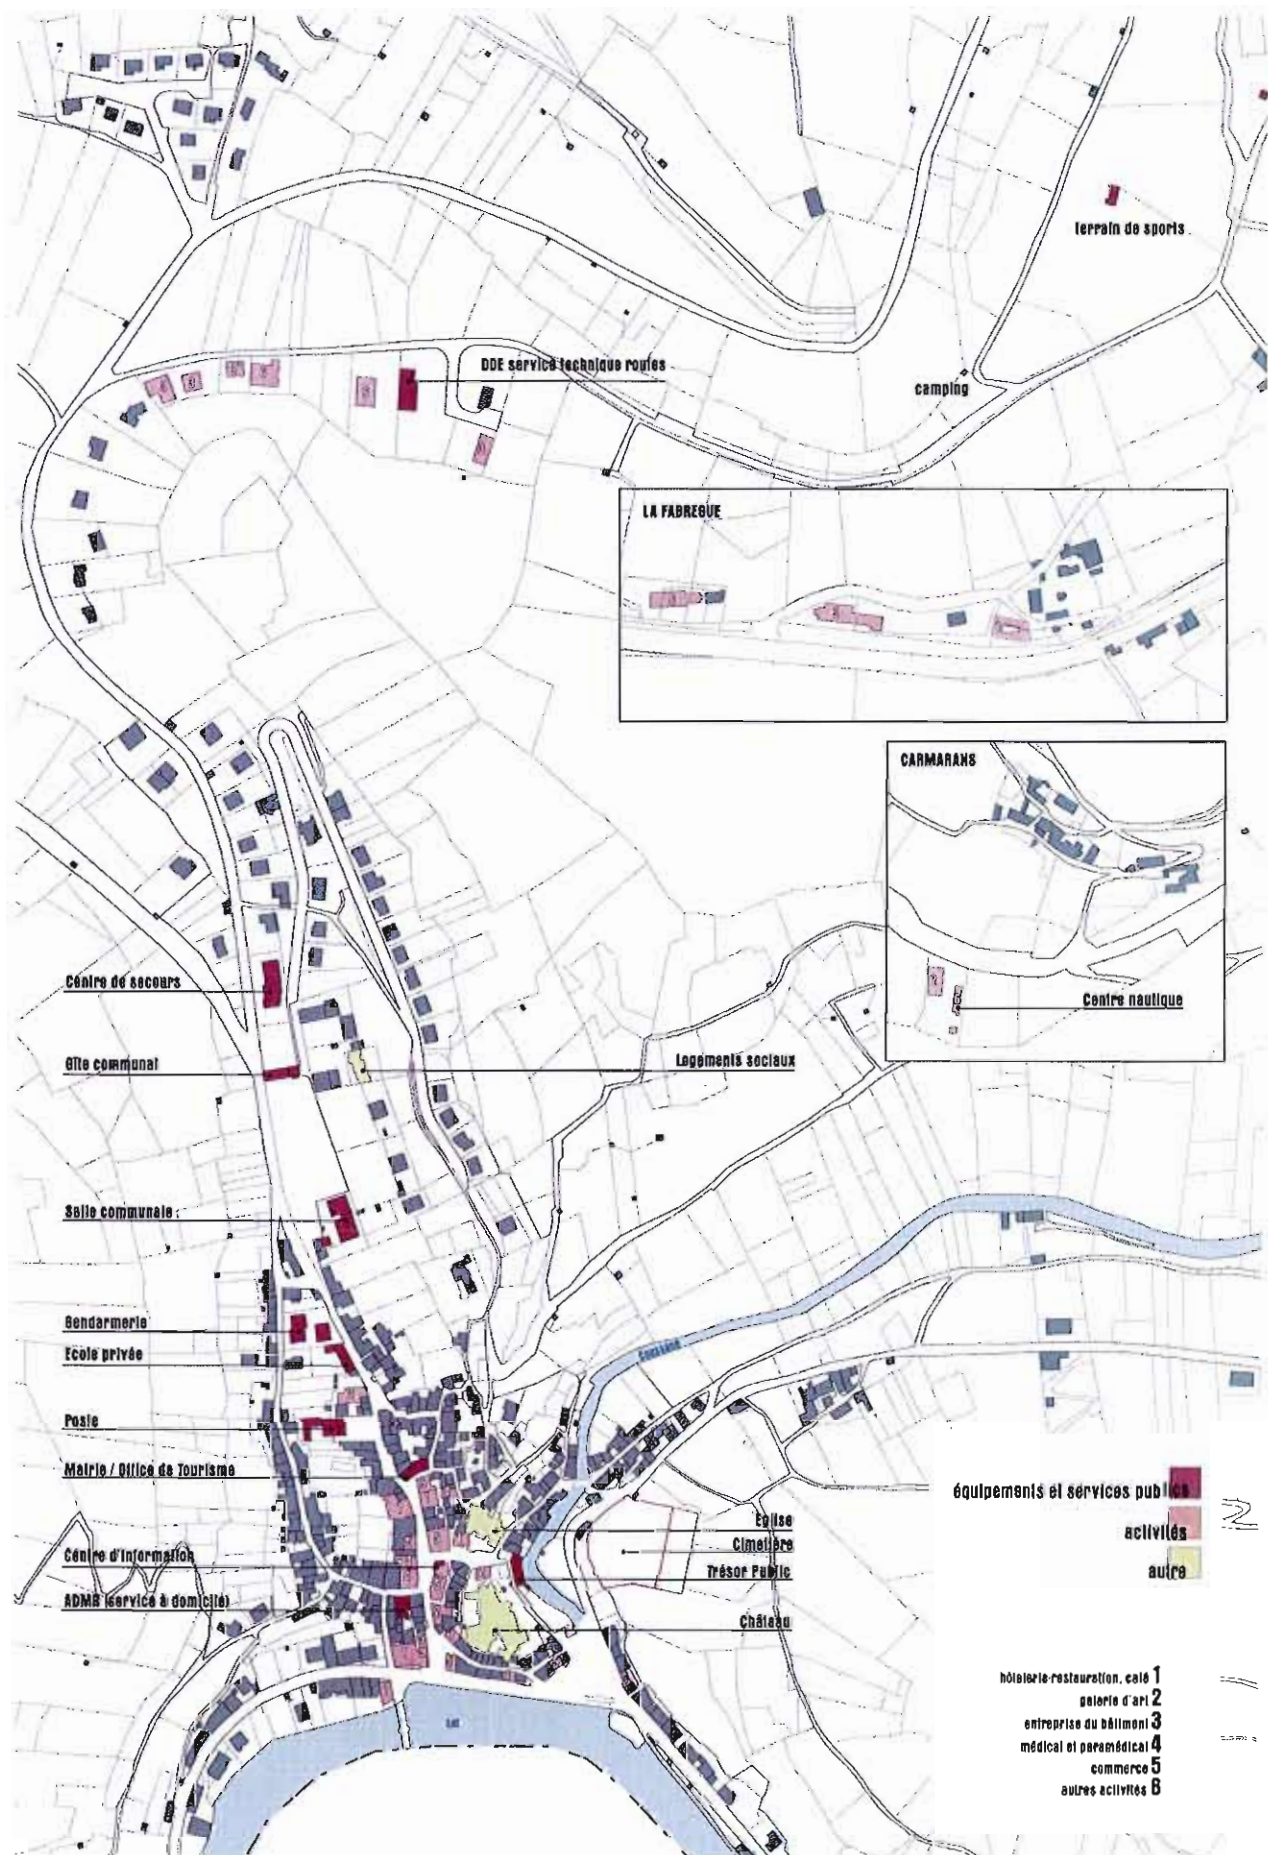 terrain de sports
DDE service technique routes
camping
LA FABREGUE
CARMARANS
Centre de secours
Centre nautique
Gîte communal
Logements sociaux
Salle communale
Gendarmerie
Ecole privée
Poste
Mairie / Office de Tourisme
équipements et services publics
Eglise
activités
Cimetière
Centre d'information
Trésor Public
autre
ADMR (service à domicile)
Château
hôtelerie-restauration, café 1
galerie d'art 2
entreprise du bâtiment 3
médical et paramédical 4
commerce 5
autres activités 6